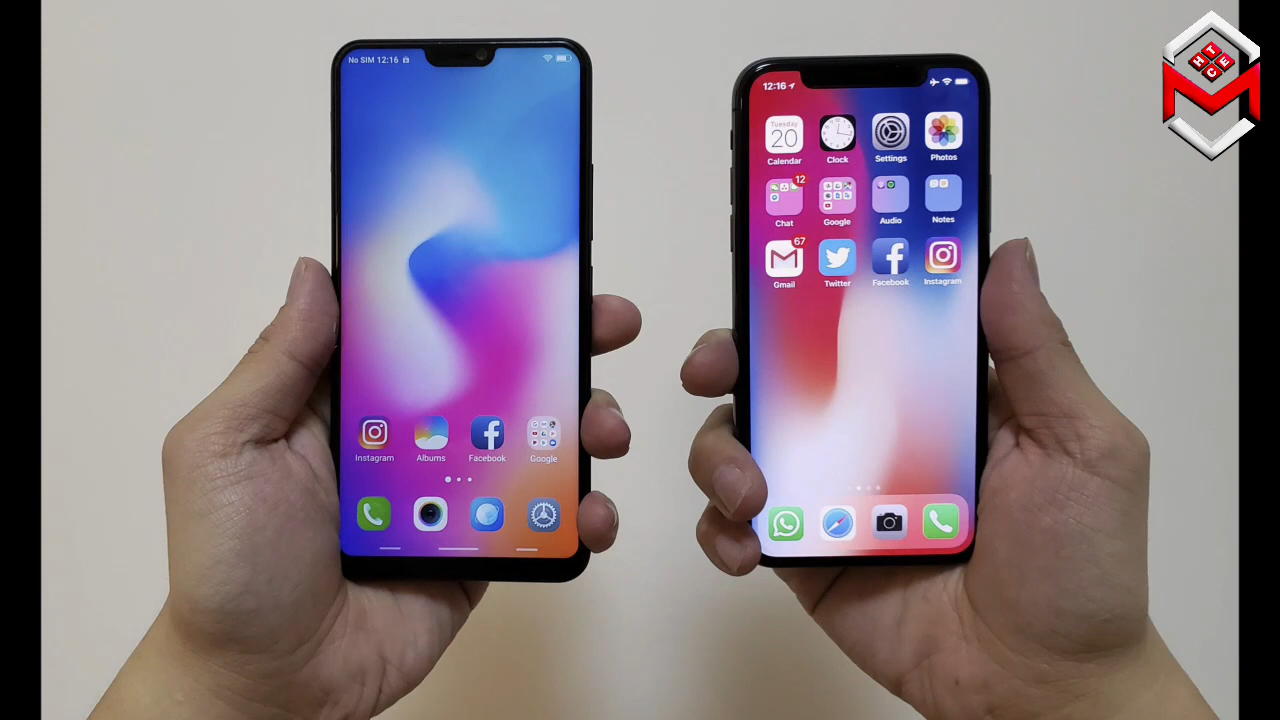 No SIM 12:16
Instagram
Albums
Facebook
Google
12:16
Tuesday
20
Calendar
Clock
Settings
Photos
12
Chat
Google
Audio
Notes
67
Gmail
Twitter
Facebook
Instagram
H T C E
M